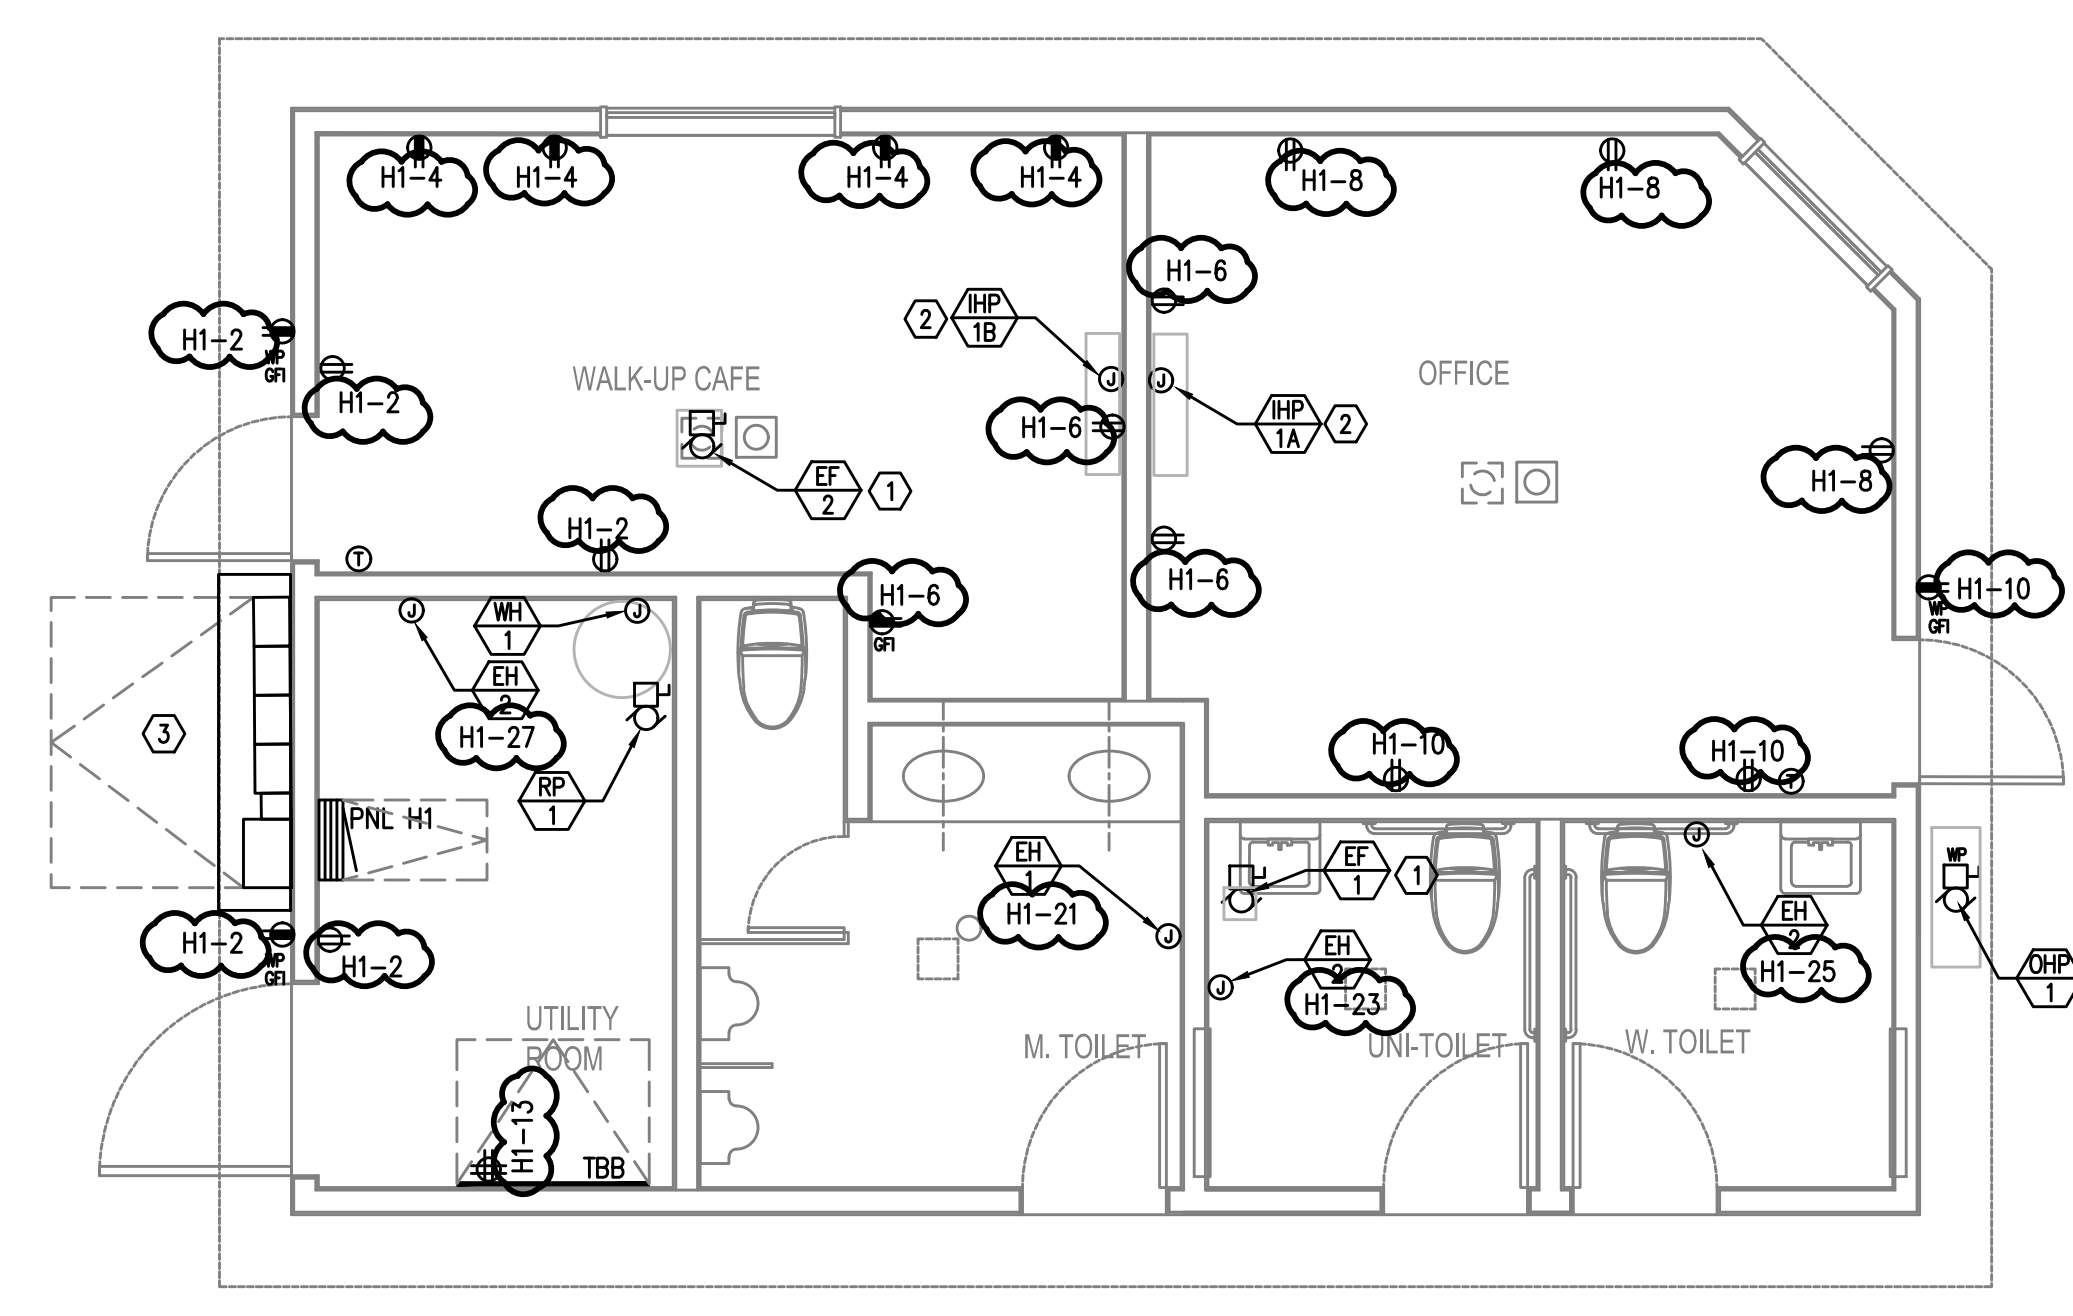 H1-4
H1-4
H1-4
H1-4
H1-8
H1-8
H1-6
H1-2
WP
GFI
H1-2
2
IHP
1B
J
J
IHP
1A
2
WALK-UP CAFE
OFFICE
H1-6
EF
2
1
H1-8
H1-2
T
H1-6
GFI
H1-6
H1-10
WP
GFI
J
WH
1
J
EH
2
H1-27
3
RP
1
PNL H1
H1-10
H1-10
T
EH
1
H1-21
J
EF
1
1
J
EH
2
H1-25
WP
OHP
1
H1-2
WP
GFI
H1-2
EH
2
H1-23
J
UTILITY
ROOM
M. TOILET
UNI-TOILET
W. TOILET
H1-13
TBB